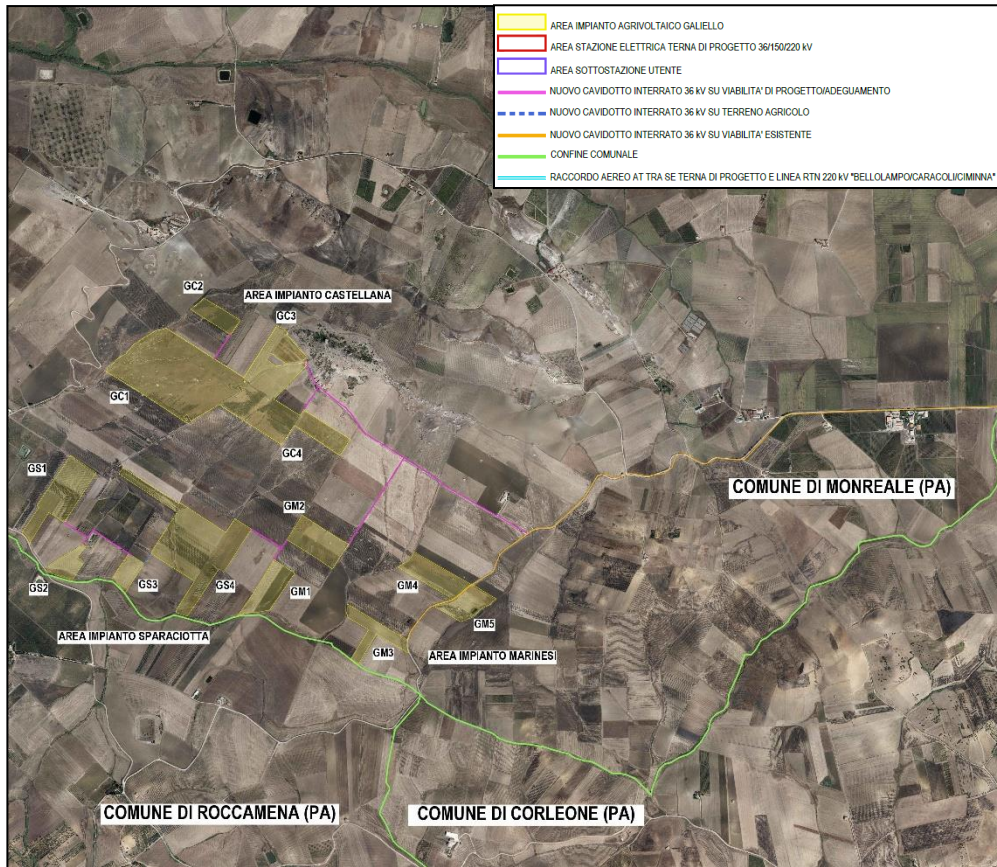 AREA IMPIANTO AGRIVOLTAICO GALIELLO
AREA STAZIONE ELETTRICA TERNA DI PROGETTO 36/150/220 kV
AREA SOTTOSTAZIONE UTENTE
NUOVO CAVIDOTTO INTERRATO 36 kV SU VIABILITA' DI PROGETTO/ADEGUAMENTO
NUOVO CAVIDOTTO INTERRATO 36 kV SU TERRENO AGRICOLO
NUOVO CAVIDOTTO INTERRATO 36 kV SU VIABILITA' ESISTENTE
CONFINE COMUNALE
RACCORDO AEREO AT TRA SE TERNA DI PROGETTO E LINEA RTN 220 kV "BELLOLAMPO/CARACOLI/CIMINNA"
GC2
AREA IMPIANTO CASTELLANA
GC3
GC1
GC4
GS1
COMUNE DI MONREALE (PA)
GM2
GM4
GS2
GS3
GS4
GM1
GM5
AREA IMPIANTO SPARACIOTTA
GM3
AREA IMPIANTO MARINESI
COMUNE DI ROCCAMENA (PA)
COMUNE DI CORLEONE (PA)